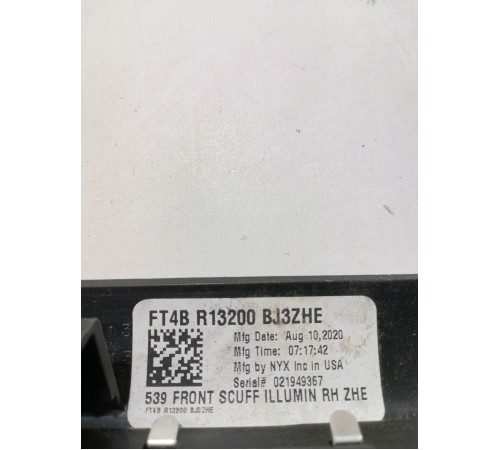 FT4B R13200 BJ3ZHE
Mfg Date: Aug 10,2020
Mfg Time: 07:17:42
Mfg by NYX Inc in USA
Serial# 021949367
539 FRONT SCUFF ILLUMIN RH ZHE
FT4B R13200 BJ3ZHE